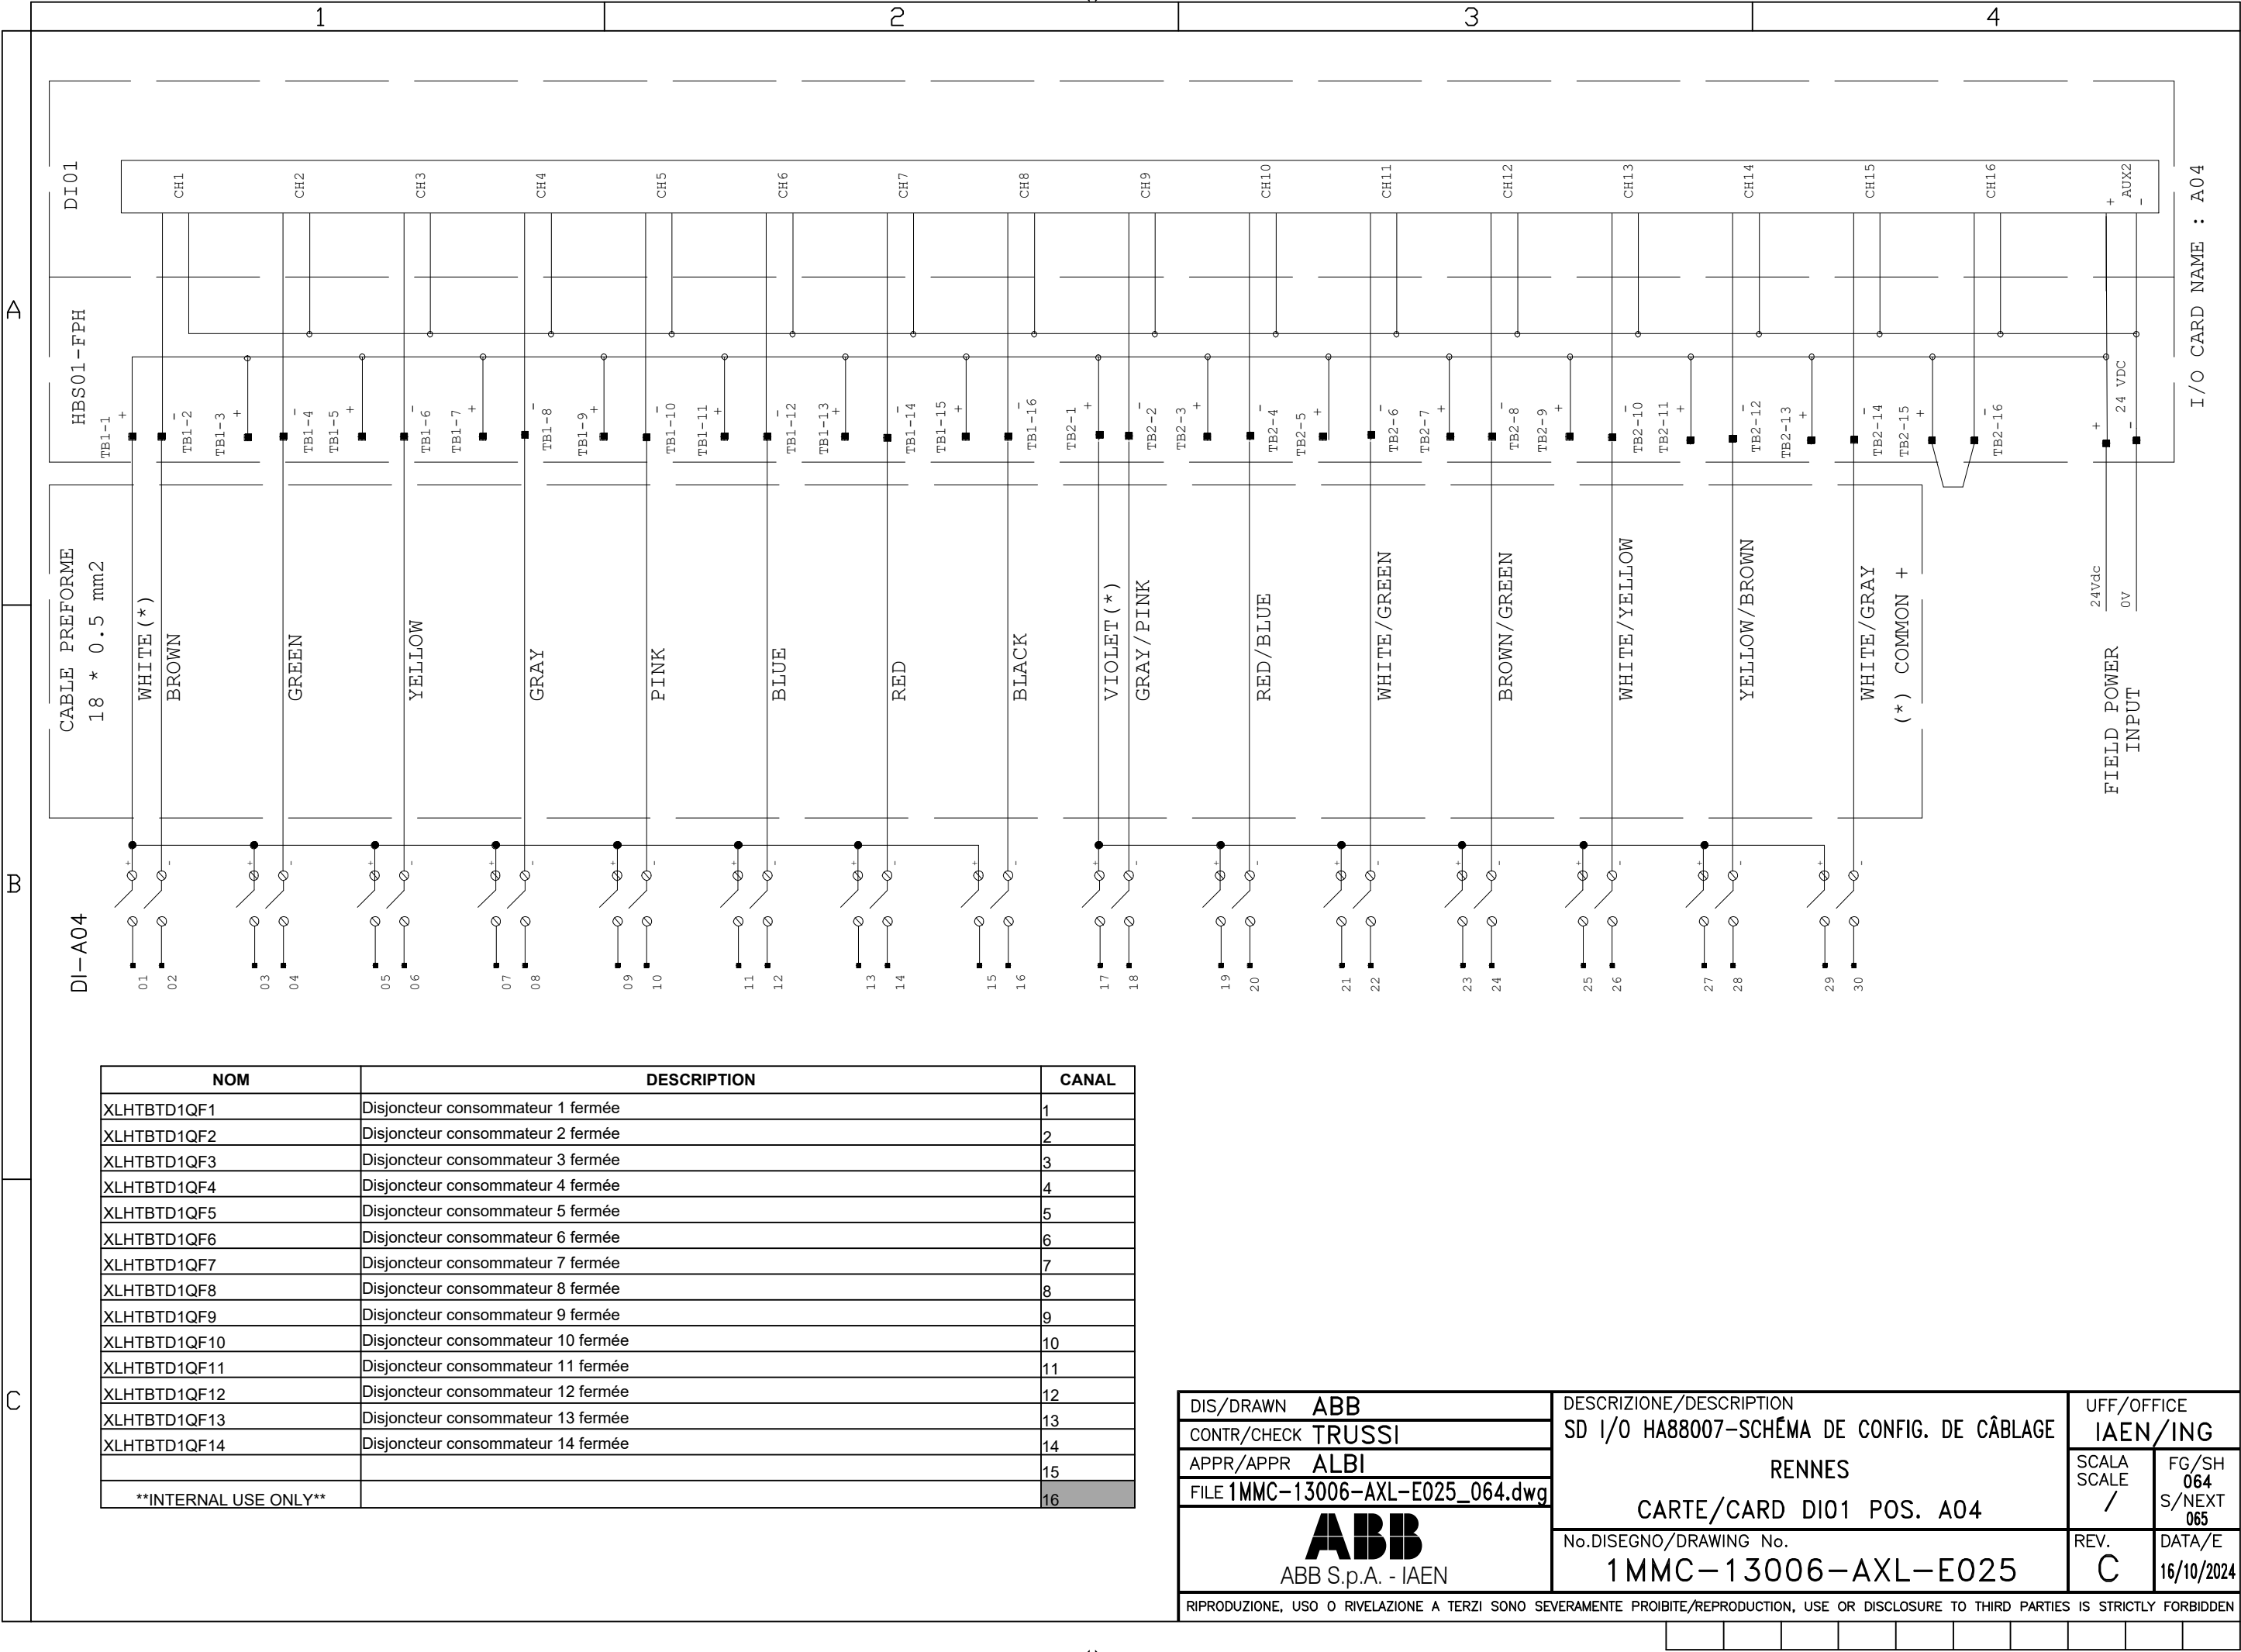 1 2 3 4
A
B
C
DI01
CH1 CH2 CH3 CH4 CH5 CH6 CH7 CH8 CH9 CH10 CH11 CH12 CH13 CH14 CH15 CH16 AUX2
+ -
I/O CARD NAME : A04
HBS01-FPH
TB1-1 + TB1-2 - TB1-3 + TB1-4 - TB1-5 + TB1-6 - TB1-7 + TB1-8 - TB1-9 + TB1-10 - TB1-11 + TB1-12 - TB1-13 + TB1-14 - TB1-15 + TB1-16 - TB2-1 + TB2-2 - TB2-3 + TB2-4 - TB2-5 + TB2-6 - TB2-7 + TB2-8 - TB2-9 + TB2-10 - TB2-11 + TB2-12 - TB2-13 + TB2-14 - TB2-15 + TB2-16 - + 24 VDC -
CABLE PREFORME
18 * 0.5 mm2
WHITE(*)
BROWN
GREEN
YELLOW
GRAY
PINK
BLUE
RED
BLACK
VIOLET(*)
GRAY/PINK
RED/BLUE
WHITE/GREEN
BROWN/GREEN
WHITE/YELLOW
YELLOW/BROWN
WHITE/GRAY
(*) COMMON +
24Vdc
0V
FIELD POWER
INPUT
+ - + - + - + - + - + - + - + - + - + - + - + - + - + - + -
DI-A04
01 02 03 04 05 06 07 08 09 10 11 12 13 14 15 16 17 18 19 20 21 22 23 24 25 26 27 28 29 30
NOM DESCRIPTION CANAL
XLHTBTD1QF1 Disjoncteur consommateur 1 fermée 1
XLHTBTD1QF2 Disjoncteur consommateur 2 fermée 2
XLHTBTD1QF3 Disjoncteur consommateur 3 fermée 3
XLHTBTD1QF4 Disjoncteur consommateur 4 fermée 4
XLHTBTD1QF5 Disjoncteur consommateur 5 fermée 5
XLHTBTD1QF6 Disjoncteur consommateur 6 fermée 6
XLHTBTD1QF7 Disjoncteur consommateur 7 fermée 7
XLHTBTD1QF8 Disjoncteur consommateur 8 fermée 8
XLHTBTD1QF9 Disjoncteur consommateur 9 fermée 9
XLHTBTD1QF10 Disjoncteur consommateur 10 fermée 10
XLHTBTD1QF11 Disjoncteur consommateur 11 fermée 11
XLHTBTD1QF12 Disjoncteur consommateur 12 fermée 12
XLHTBTD1QF13 Disjoncteur consommateur 13 fermée 13
XLHTBTD1QF14 Disjoncteur consommateur 14 fermée 14
15
**INTERNAL USE ONLY** 16
DIS/DRAWN ABB
CONTR/CHECK TRUSSI
APPR/APPR ALBI
FILE 1MMC-13006-AXL-E025_064.dwg
ABB
ABB S.p.A. - IAEN
DESCRIZIONE/DESCRIPTION
SD I/O HA88007-SCHÉMA DE CONFIG. DE CÂBLAGE
RENNES
CARTE/CARD DI01 POS. A04
No.DISEGNO/DRAWING No.
1MMC-13006-AXL-E025
UFF/OFFICE
IAEN/ING
SCALA
SCALE
/
FG/SH
064
S/NEXT
065
REV.
C
DATA/E
16/10/2024
RIPRODUZIONE, USO O RIVELAZIONE A TERZI SONO SEVERAMENTE PROIBITE/REPRODUCTION, USE OR DISCLOSURE TO THIRD PARTIES IS STRICTLY FORBIDDEN